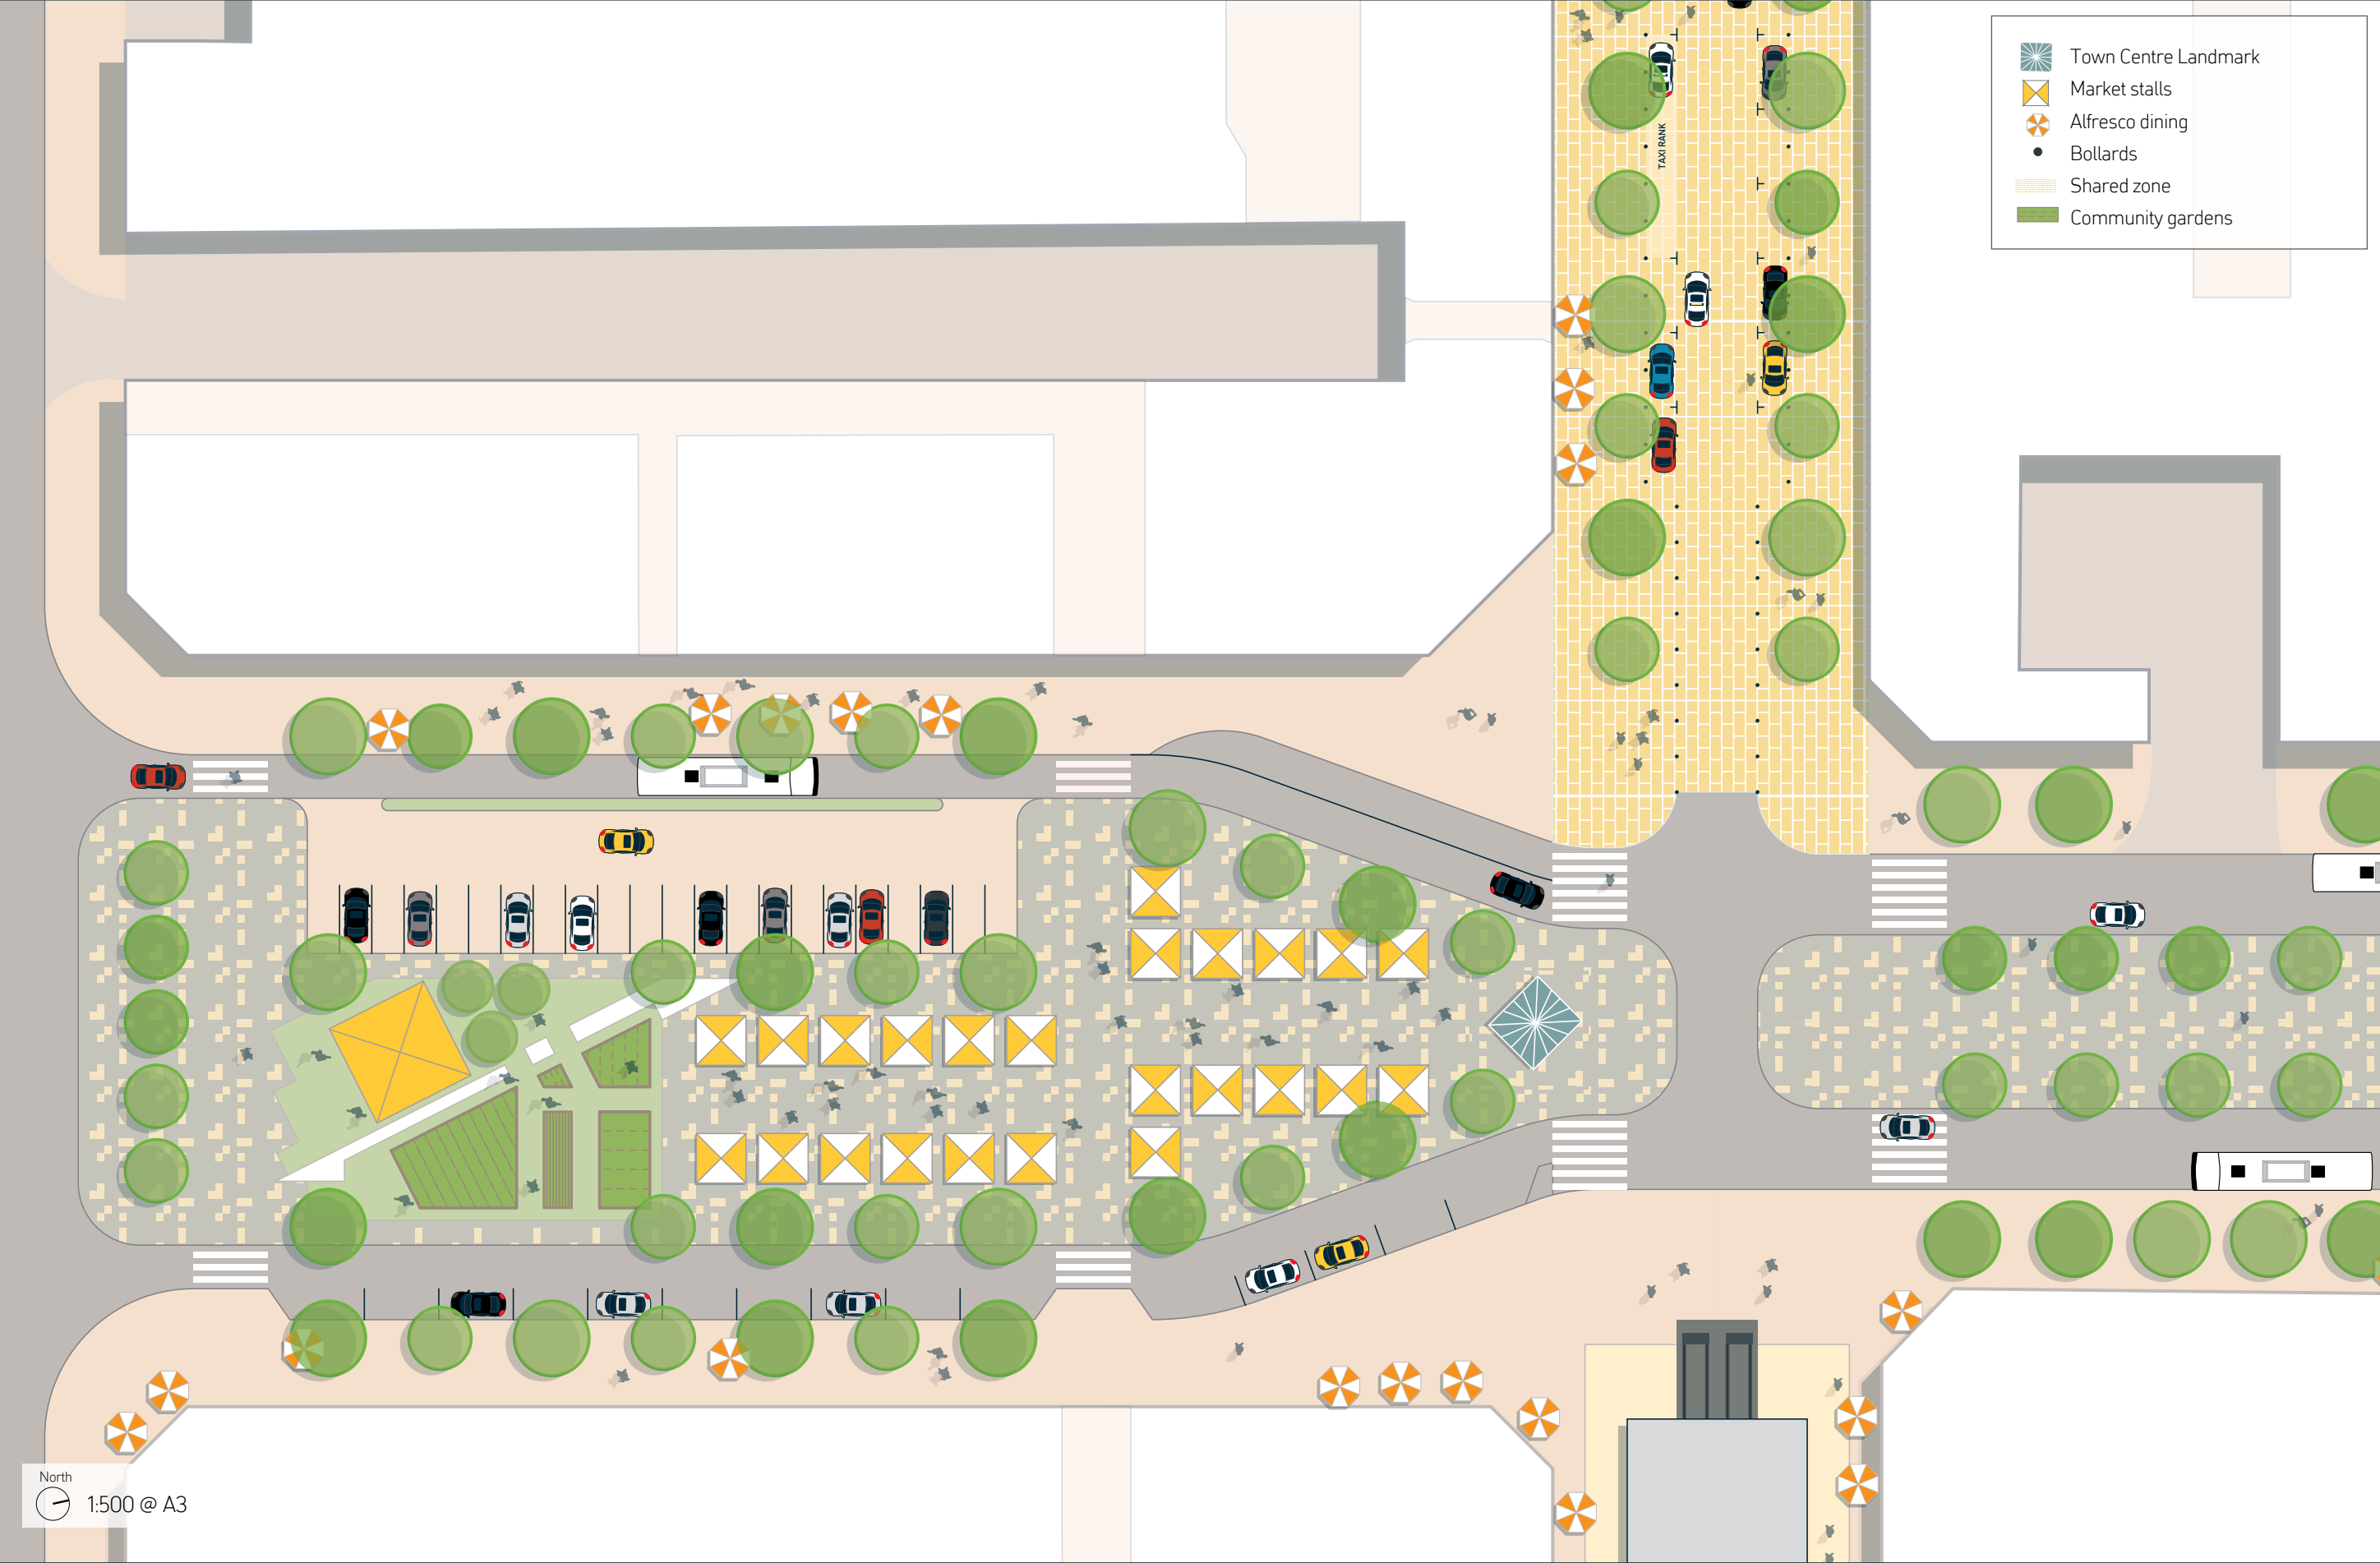 Town Centre Landmark
Market stalls
Alfresco dining
Bollards
Shared zone
Community gardens
TAXI RANK
North
1:500 @ A3